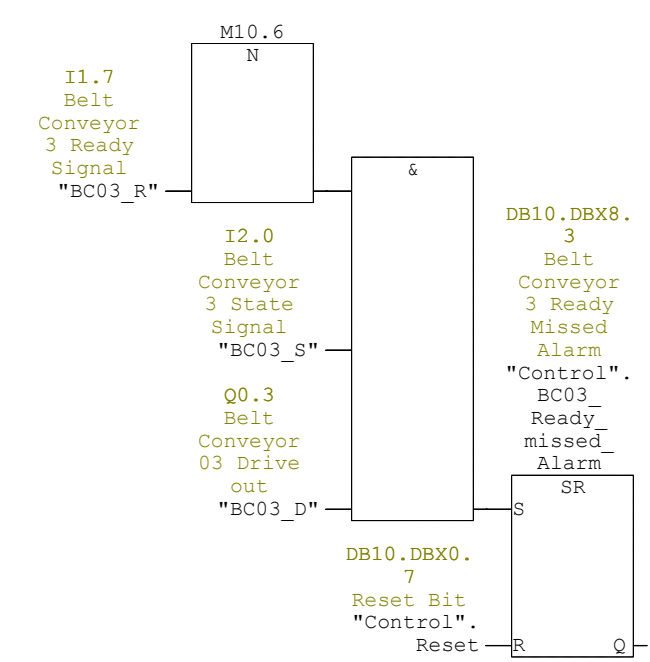 M10.6
N
I1.7
Belt
Conveyor
3 Ready
Signal
"BC03_R"
&
I2.0
Belt
Conveyor
3 State
Signal
"BC03_S"
Q0.3
Belt
Conveyor
03 Drive
out
"BC03_D"
DB10.DBX8.
3
Belt
Conveyor
3 Ready
Missed
Alarm
"Control".
BC03_
Ready_
missed_
Alarm
SR
S
DB10.DBX0.
7
Reset Bit
"Control".
Reset
R
Q